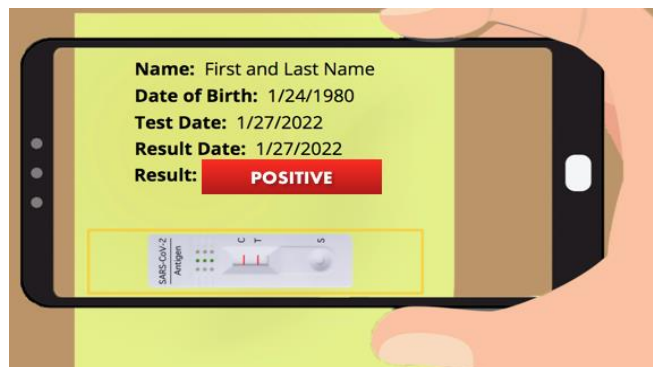 Name: First and Last Name
Date of Birth: 1/24/1980
Test Date: 1/27/2022
Result Date: 1/27/2022
Result: POSITIVE
SARS-CoV-2
Antigen
C T S